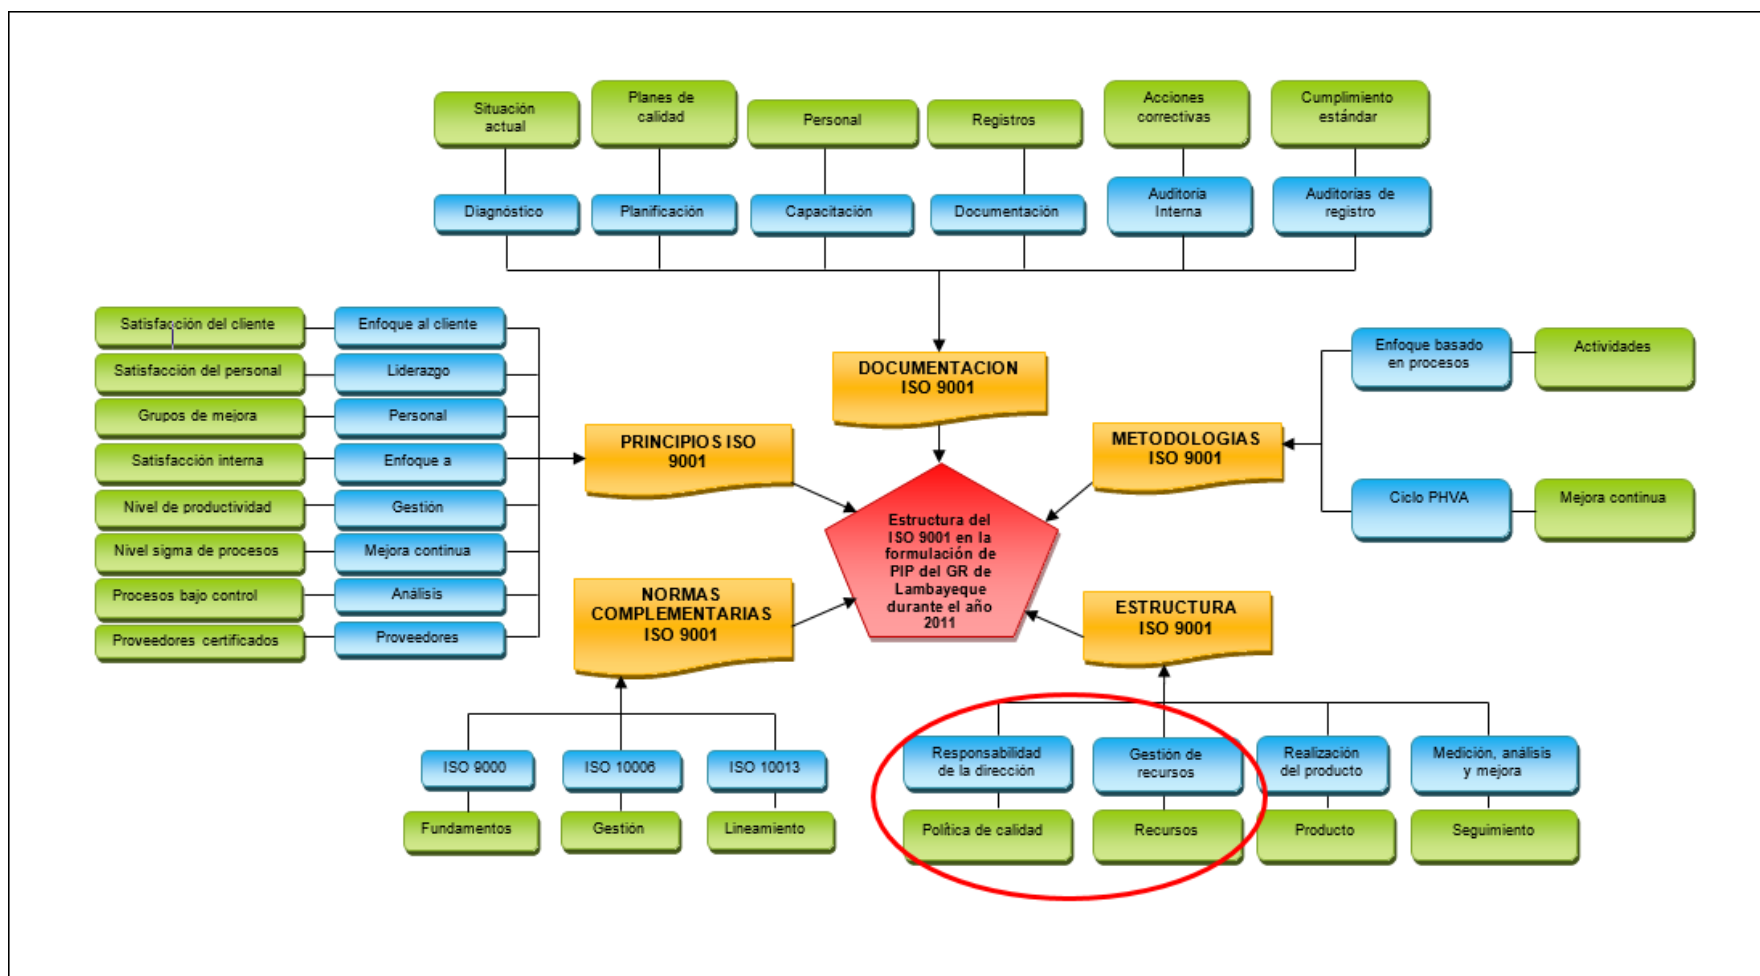 Situación
actual
Planes de
calidad
Personal
Registros
Acciones
correctivas
Cumplimiento
estándar
Diagnóstico
Planificación
Capacitación
Documentación
Auditoria
Interna
Auditorias de
registro
Satisfacción del cliente
Enfoque al cliente
Satisfacción del personal
Liderazgo
Grupos de mejora
Personal
Satisfacción interna
Enfoque a
Nivel de productividad
Gestión
Nivel sigma de procesos
Mejora continua
Procesos bajo control
Análisis
Proveedores certificados
Proveedores
DOCUMENTACION
ISO 9001
PRINCIPIOS ISO
9001
METODOLOGIAS
ISO 9001
Enfoque basado
en procesos
Actividades
Ciclo PHVA
Mejora continua
Estructura del
ISO 9001 en la
formulación de
PIP del GR de
Lambayeque
durante el año
2011
NORMAS
COMPLEMENTARIAS
ISO 9001
ESTRUCTURA
ISO 9001
ISO 9000
ISO 10006
ISO 10013
Fundamentos
Gestión
Lineamiento
Responsabilidad
de la dirección
Gestión de
recursos
Realización
del producto
Medición, análisis
y mejora
Política de calidad
Recursos
Producto
Seguimiento